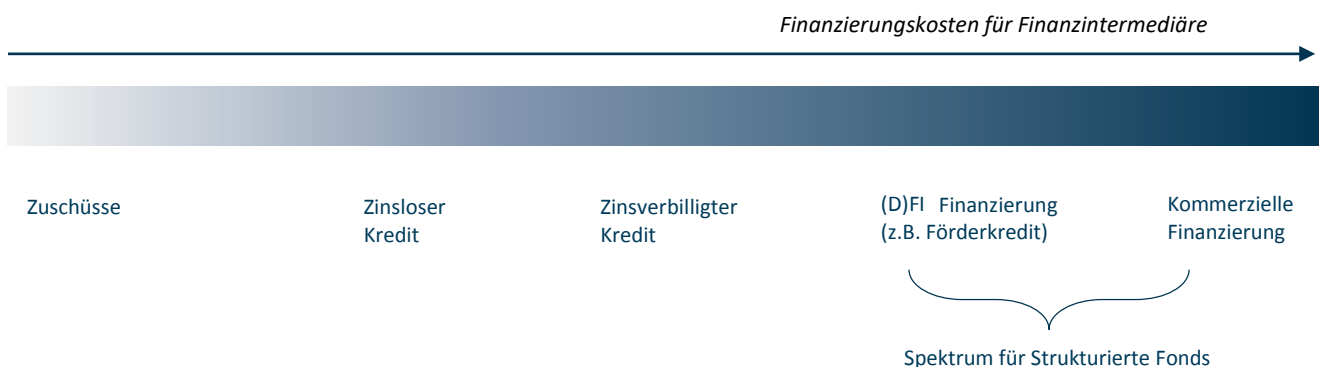 Finanzierungskosten für Finanzintermediäre
Zuschüsse
Zinsloser
Kredit
Zinsverbilligter
Kredit
(D)FI Finanzierung
(z.B. Förderkredit)
Kommerzielle
Finanzierung
Spektrum für Strukturierte Fonds